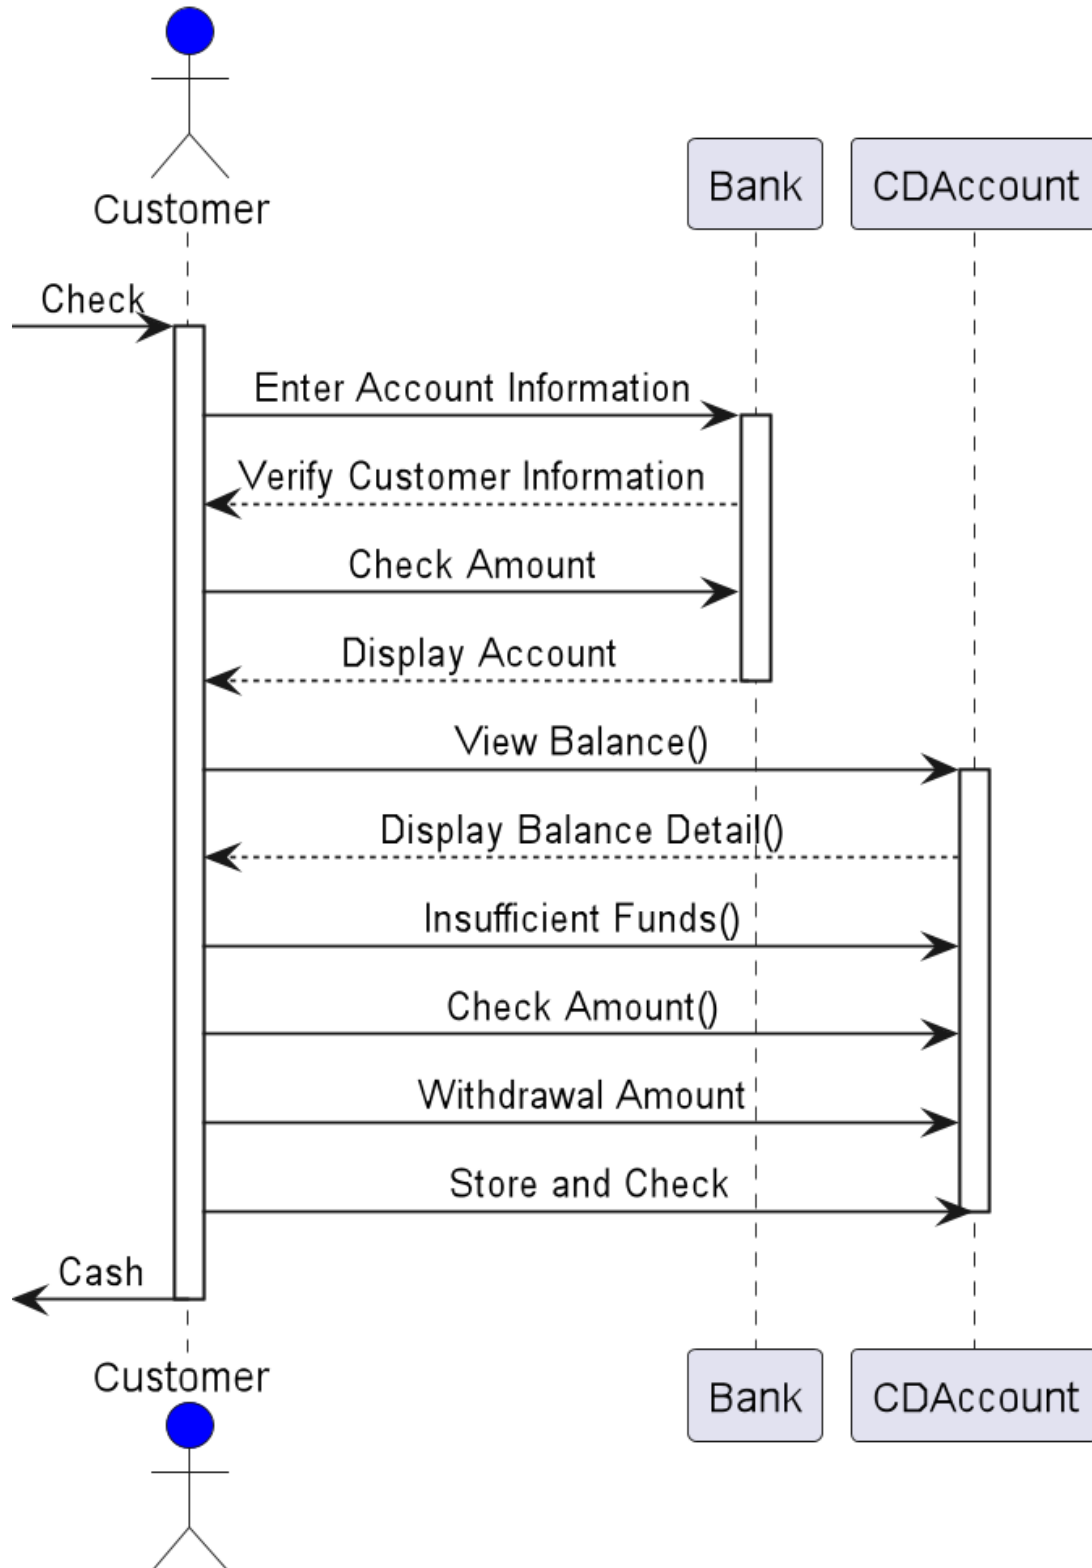 Customer
Bank
CDAccount
Check
Enter Account Information
Verify Customer Information
Check Amount
Display Account
View Balance()
Display Balance Detail()
Insufficient Funds()
Check Amount()
Withdrawal Amount
Store and Check
Cash
Customer
Bank
CDAccount